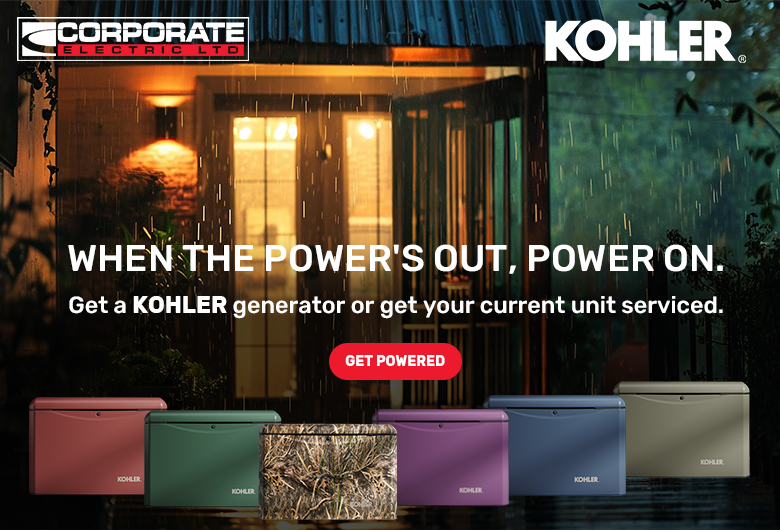 CORPORATE
ELECTRIC LTD
KOHLER®
WHEN THE POWER'S OUT, POWER ON.
Get a KOHLER generator or get your current unit serviced.
GET POWERED
KOHLER
KOHLER
KOHLER
KOHLER
KOHLER
KOHLER